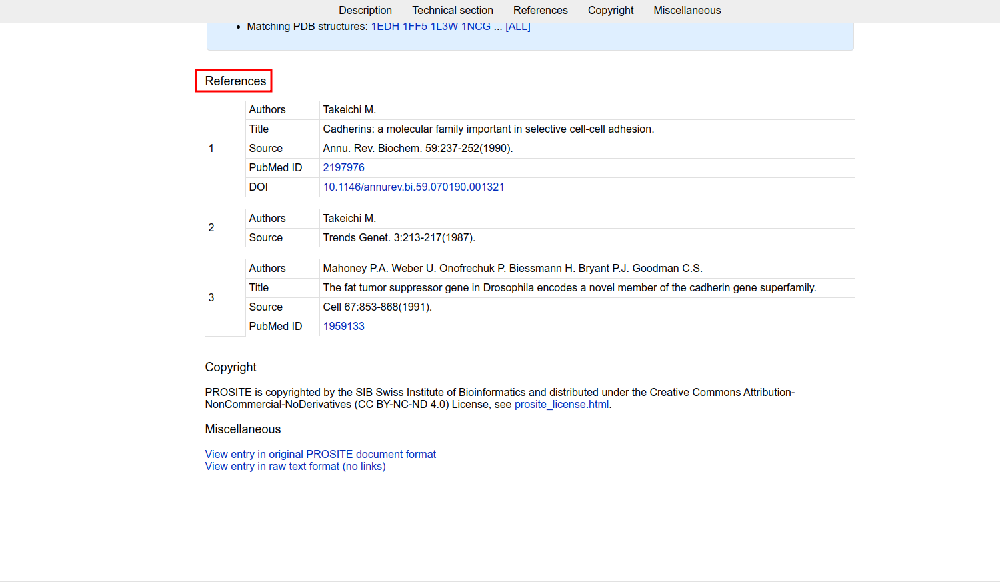 Description Technical section References Copyright Miscellaneous
• Matching PDB structures: 1EDH 1FF5 1L3W 1NCG ... [ALL]
References
1
Authors Takeichi M.
Title Cadherins: a molecular family important in selective cell-cell adhesion.
Source Annu. Rev. Biochem. 59:237-252(1990).
PubMed ID 2197976
DOI 10.1146/annurev.bi.59.070190.001321
2
Authors Takeichi M.
Source Trends Genet. 3:213-217(1987).
3
Authors Mahoney P.A. Weber U. Onofrechuk P. Biessmann H. Bryant P.J. Goodman C.S.
Title The fat tumor suppressor gene in Drosophila encodes a novel member of the cadherin gene superfamily.
Source Cell 67:853-868(1991).
PubMed ID 1959133
Copyright
PROSITE is copyrighted by the SIB Swiss Institute of Bioinformatics and distributed under the Creative Commons Attribution-
NonCommercial-NoDerivatives (CC BY-NC-ND 4.0) License, see prosite_license.html.
Miscellaneous
View entry in original PROSITE document format
View entry in raw text format (no links)